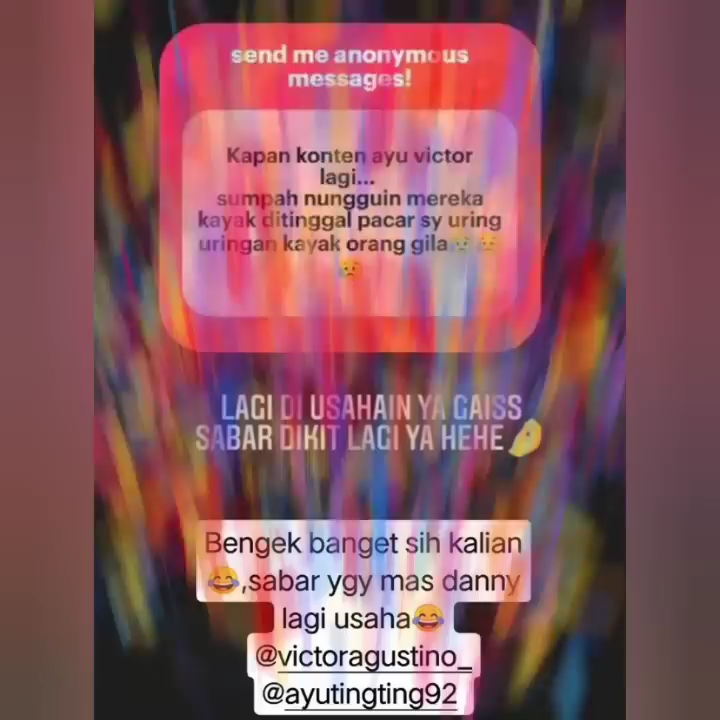 send me anonymous
messages!
Kapan konten ayu victor
lagi...
sumpah nungguin mereka
kayak ditinggal pacar sy uring
uringan kayak orang gila😢😢
😢
LAGI DI USAHAIN YA GAISS
SABAR DIKIT LAGI YA HEHE🤌
Bengek banget sih kalian
😂,sabar ygy mas danny
lagi usaha😂
@victoragustino_
@ayutingting92